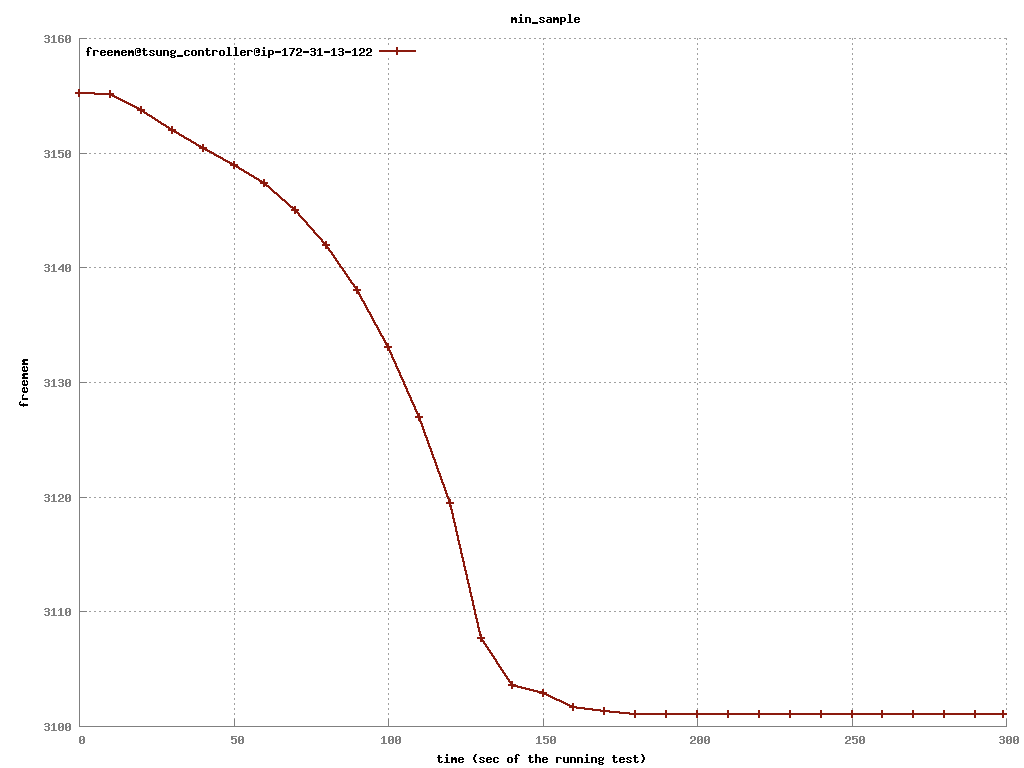 min_sample
freemem@tsung_controller@ip-172-31-13-122
3160
3150
3140
3130
3120
3110
3100
freemem
0 50 100 150 200 250 300
time (sec of the running test)